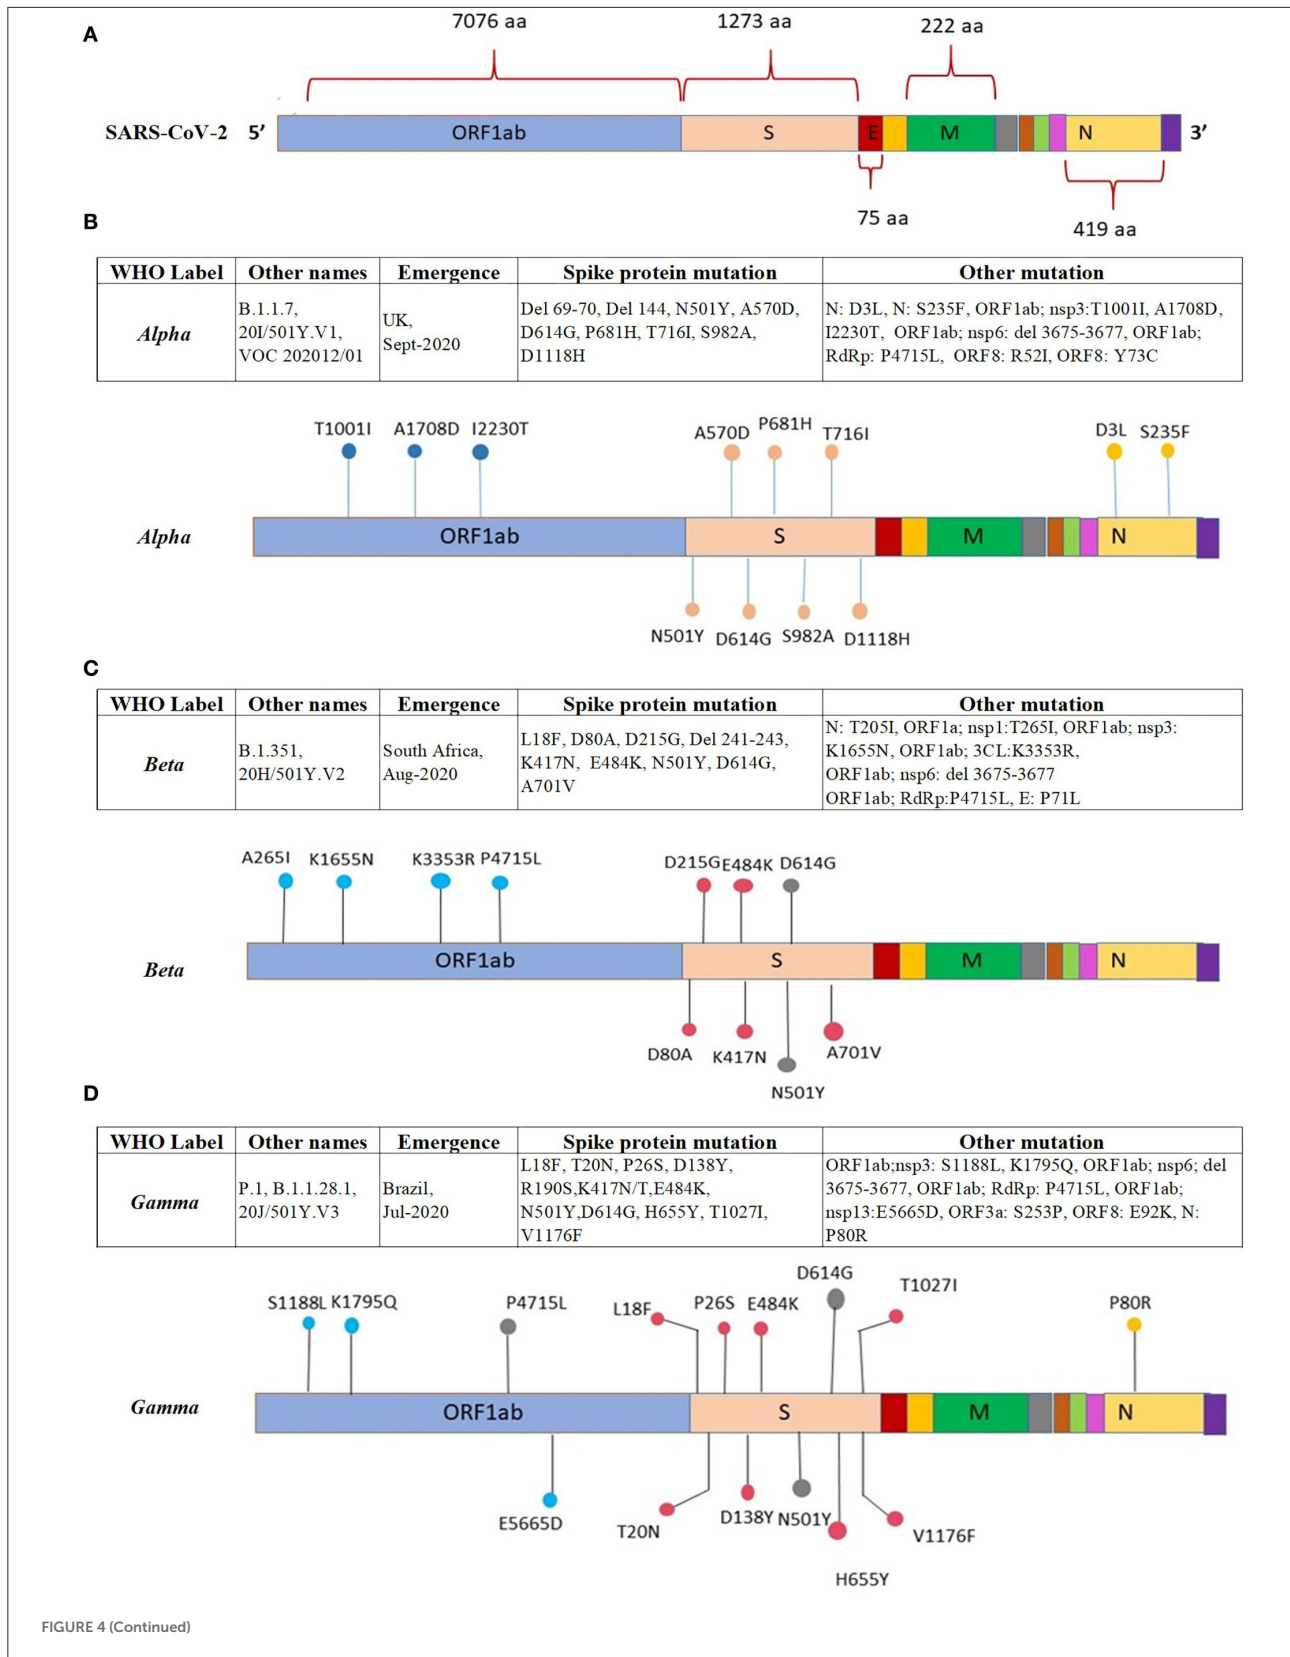 A
7076 aa
1273 aa
222 aa
SARS-CoV-2 5’ ORF1ab S E M N 3’
75 aa
419 aa
B
WHO Label Other names Emergence Spike protein mutation Other mutation
Alpha
B.1.1.7,
20I/501Y.V1,
VOC 202012/01
UK,
Sept-2020
Del 69-70, Del 144, N501Y, A570D,
D614G, P681H, T716I, S982A,
D1118H
N: D3L, N: S235F, ORF1ab; nsp3:T1001I, A1708D,
I2230T, ORF1ab; nsp6: del 3675-3677, ORF1ab;
RdRp: P4715L, ORF8: R52I, ORF8: Y73C
T1001I A1708D I2230T A570D P681H T716I D3L S235F
Alpha ORF1ab S M N
N501Y D614G S982A D1118H
C
WHO Label Other names Emergence Spike protein mutation Other mutation
Beta
B.1.351,
20H/501Y.V2
South Africa,
Aug-2020
L18F, D80A, D215G, Del 241-243,
K417N, E484K, N501Y, D614G,
A701V
N: T205I, ORF1a; nsp1:T265I, ORF1ab; nsp3:
K1655N, ORF1ab; 3CL:K3353R,
ORF1ab; nsp6: del 3675-3677
ORF1ab; RdRp:P4715L, E: P71L
A265I K1655N K3353R P4715L D215G E484K D614G
Beta ORF1ab S M N
D80A K417N A701V
N501Y
D
WHO Label Other names Emergence Spike protein mutation Other mutation
Gamma
P.1, B.1.1.28.1,
20J/501Y.V3
Brazil,
Jul-2020
L18F, T20N, P26S, D138Y,
R190S,K417N/T,E484K,
N501Y,D614G, H655Y, T1027I,
V1176F
ORF1ab;nsp3: S1188L, K1795Q, ORF1ab; nsp6; del
3675-3677, ORF1ab; RdRp: P4715L, ORF1ab;
nsp13:E5665D, ORF3a: S253P, ORF8: E92K, N:
P80R
S1188L K1795Q P4715L L18F P26S E484K D614G T1027I P80R
Gamma ORF1ab S M N
E5665D T20N D138Y N501Y V1176F
H655Y
FIGURE 4 (Continued)